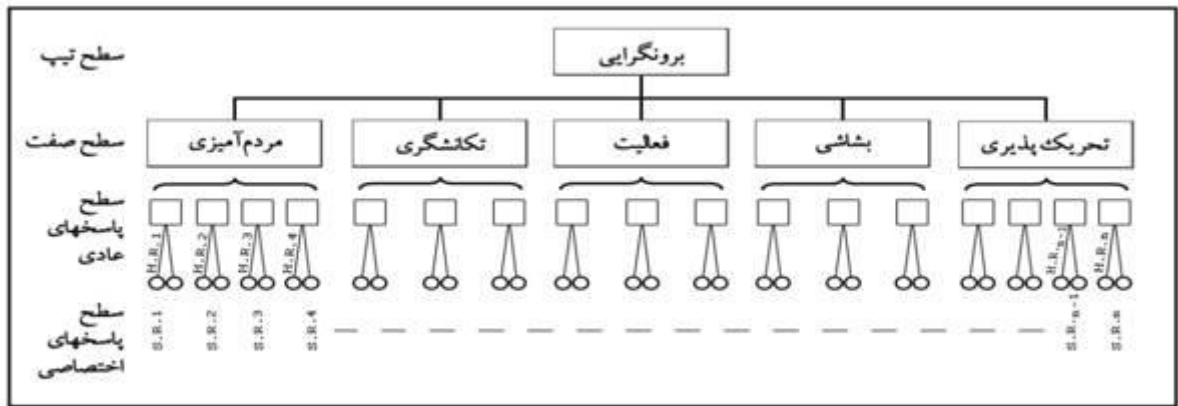 سطح تیپ
برونگرایی
سطح صفت
تحریک پذیری
بشاشی
فعالیت
تکانشگری
مردم‌آمیزی
سطح
پاسخهای
عادی
H.R.1
H.R.2
H.R.3
H.R.4
H.R.n-1
H.R.n
سطح
پاسخهای
اختصاصی
S.R.1
S.R.2
S.R.3
S.R.4
S.R.n-1
S.R.n